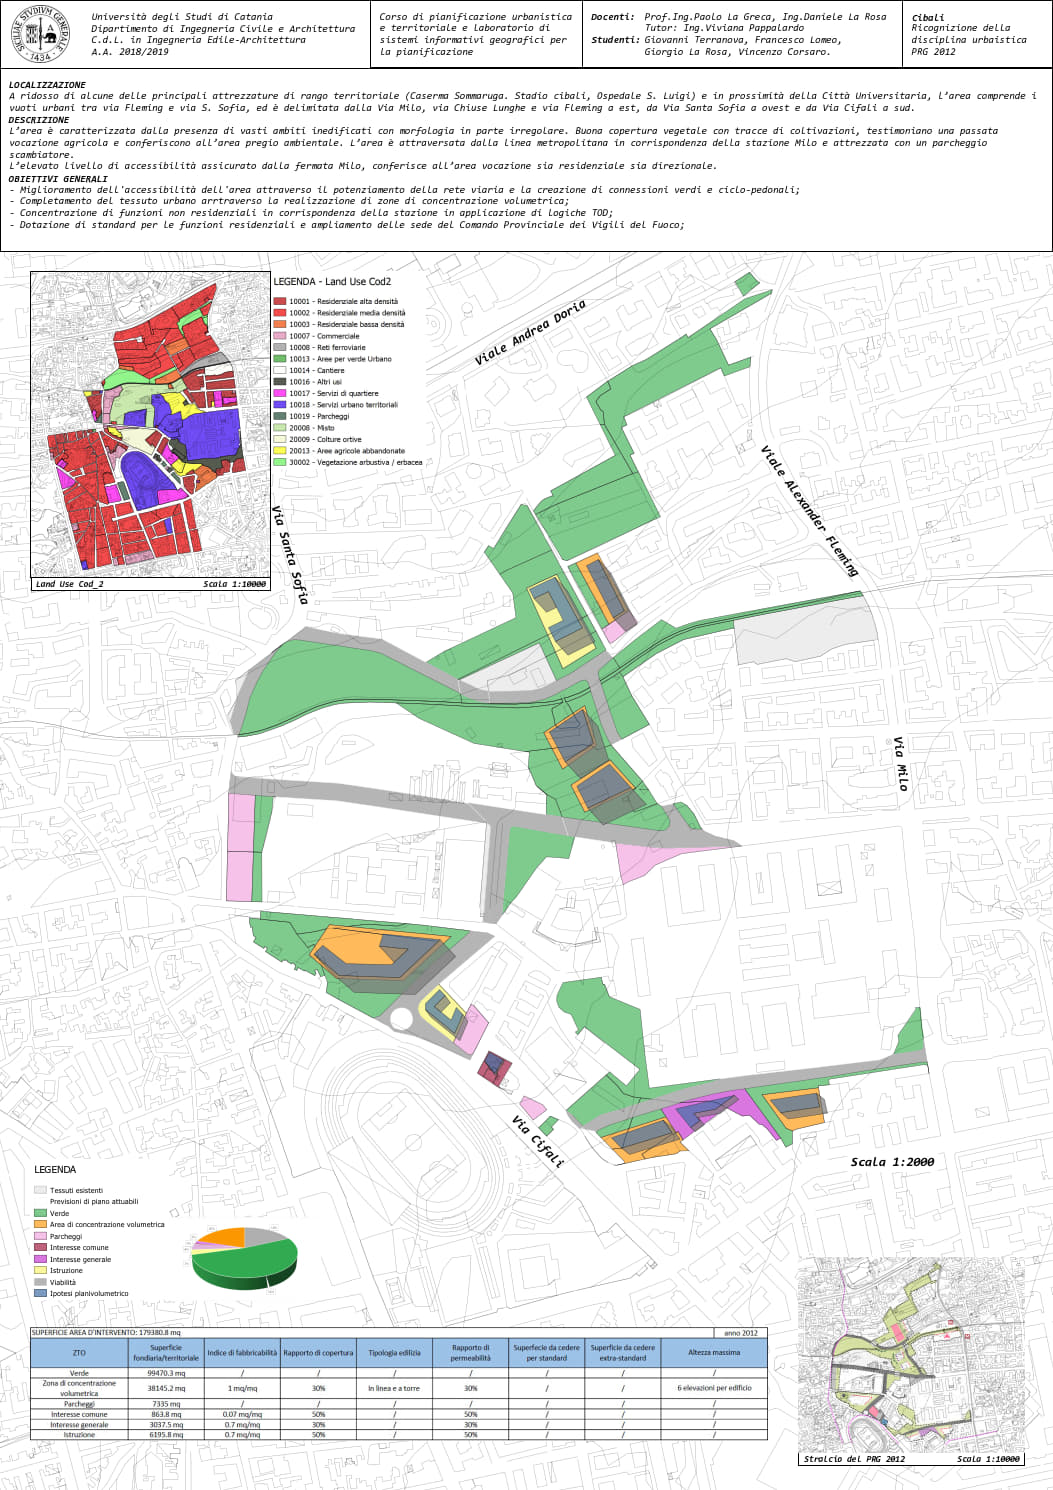 Università degli Studi di Catania
Dipartimento di Ingegneria Civile e Architettura
C.d.L. in Ingegneria Edile-Architettura
A.A. 2018/2019
Corso di pianificazione urbanistica
e territoriale e laboratorio di
sistemi informativi geografici per
la pianificazione
Docenti: Prof.Ing.Paolo La Greca, Ing.Daniele La Rosa
Tutor: Ing.Viviana Pappalardo
Studenti: Giovanni Terranova, Francesco Lomeo,
Giorgio La Rosa, Vincenzo Corsaro.
Cibali
Ricognizione della
disciplina urbaistica
PRG 2012
LOCALIZZAZIONE
A ridosso di alcune delle principali attrezzature di rango territoriale (Caserma Sommaruga. Stadio cibali, Ospedale S. Luigi) e in prossimità della Città Universitaria, L'area comprende i
vuoti urbani tra via Fleming e via S. Sofia, ed è delimitata dalla Via Milo, via Chiuse Lunghe e via Fleming a est, da Via Santa Sofia a ovest e da Via Cifali a sud.
DESCRIZIONE
L'area è caratterizzata dalla presenza di vasti ambiti inedificati con morfologia in parte irregolare. Buona copertura vegetale con tracce di coltivazioni, testimoniano una passata
vocazione agricola e conferiscono all'area pregio ambientale. L'area è attraversata dalla linea metropolitana in corrispondenza della stazione Milo e attrezzata con un parcheggio
scambiatore.
L'elevato livello di accessibilità assicurato dalla fermata Milo, conferisce all'area vocazione sia residenziale sia direzionale.
OBIETTIVI GENERALI
- Miglioramento dell'accessibilità dell'area attraverso il potenziamento della rete viaria e la creazione di connessioni verdi e ciclo-pedonali;
- Completamento del tessuto urbano arrtraverso la realizzazione di zone di concentrazione volumetrica;
- Concentrazione di funzioni non residenziali in corrispondenza della stazione in applicazione di logiche TOD;
- Dotazione di standard per le funzioni residenziali e ampliamento delle sede del Comando Provinciale dei Vigili del Fuoco;
LEGENDA - Land Use Cod2
10001 - Residenziale alta densità
10002 - Residenziale media densità
10003 - Residenziale bassa densità
10007 - Commerciale
10008 - Reti ferroviarie
10013 - Aree per verde Urbano
10014 - Cantiere
10016 - Altri usi
10017 - Servizi di quartiere
10018 - Servizi urbano territoriali
10019 - Parcheggi
20008 - Misto
20009 - Colture ortive
20013 - Aree agricole abbandonate
30002 - Vegetazione arbustiva / erbacea
Land Use Cod_2 Scala 1:10000
Viale Andrea Doria
Viale Alexander Fleming
Via Santa Sofia
Via Milo
Via Cifali
Scala 1:2000
LEGENDA
Tessuti esistenti
Previsioni di piano attuabili
Verde
Area di concentrazione volumetrica
Parcheggi
Interesse comune
Interesse generale
Istruzione
Viabilità
Ipotesi planivolumetrico
SUPERFICIE AREA D'INTERVENTO: 179380.8 mq anno 2012
ZTO Superficie fondiaria/territoriale Indice di fabbricabilità Rapporto di copertura Tipologia edilizia Rapporto di permeabilità Superfecie da cedere per standard Superficie da cedere extra-standard Altezza massima
Verde 99470.3 mq / / / / / / /
Zona di concentrazione volumetrica 38145.2 mq 1 mq/mq 30% In linea e a torre 30% / / 6 elevazioni per edificio
Parcheggi 7335 mq / / / / / / /
Interesse comune 863.8 mq 0.07 mq/mq 50% / 50% / / /
Interesse generale 3037.5 mq 0.7 mq/mq 30% / 30% / / /
Istruzione 6195.8 mq 0.7 mq/mq 50% / 50% / / /
Stralcio del PRG 2012 Scala 1:10000